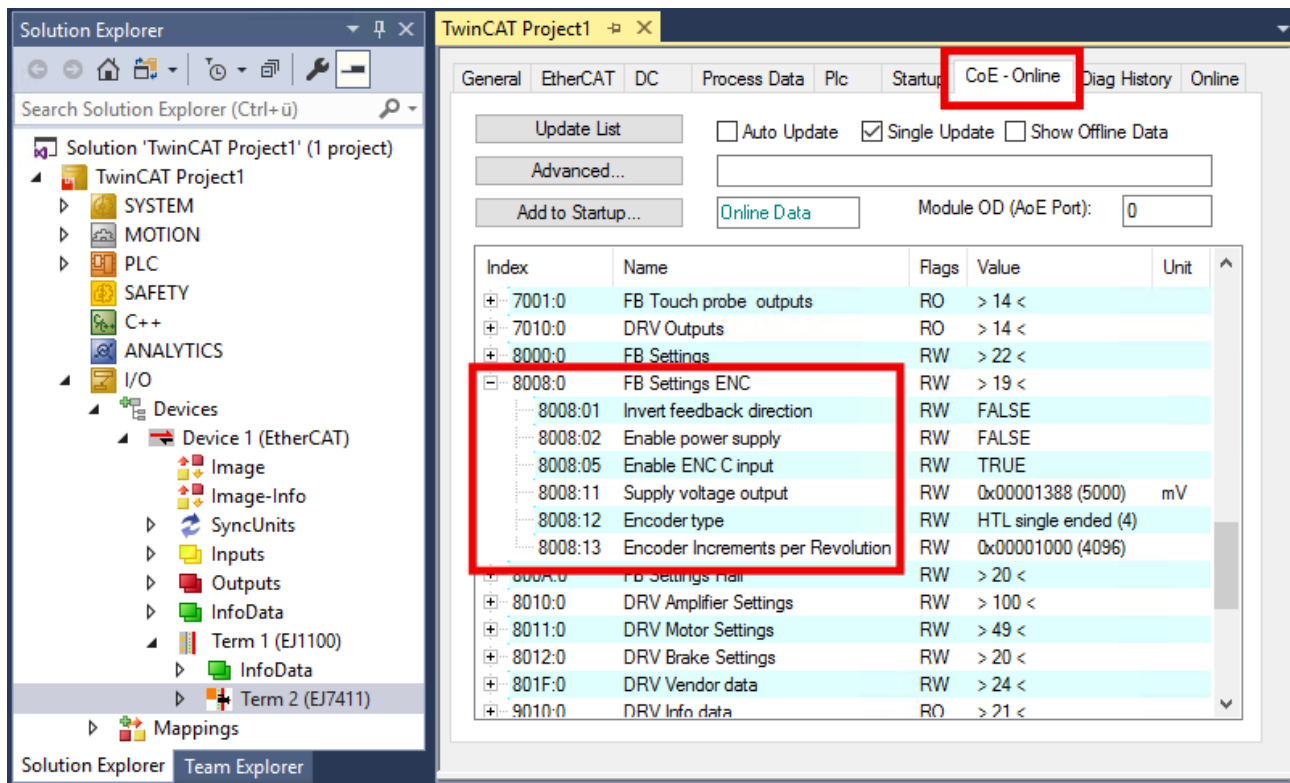 Solution Explorer
Search Solution Explorer (Ctrl+ü)
Solution 'TwinCAT Project1' (1 project)
TwinCAT Project1
SYSTEM
MOTION
PLC
SAFETY
C++
ANALYTICS
I/O
Devices
Device 1 (EtherCAT)
Image
Image-Info
SyncUnits
Inputs
Outputs
InfoData
Term 1 (EJ1100)
InfoData
Term 2 (EJ7411)
Mappings
Solution Explorer Team Explorer
TwinCAT Project1
General EtherCAT DC Process Data Plc Startup CoE - Online Diag History Online
Update List Auto Update Single Update Show Offline Data
Advanced...
Add to Startup... Online Data Module OD (AoE Port): 0
Index Name Flags Value Unit
7001:0 FB Touch probe outputs RO > 14 <
7010:0 DRV Outputs RO > 14 <
8000:0 FB Settings RW > 22 <
8008:0 FB Settings ENC RW > 19 <
8008:01 Invert feedback direction RW FALSE
8008:02 Enable power supply RW FALSE
8008:05 Enable ENC C input RW TRUE
8008:11 Supply voltage output RW 0x00001388 (5000) mV
8008:12 Encoder type RW HTL single ended (4)
8008:13 Encoder Increments per Revolution RW 0x00001000 (4096)
800A:0 FB Settings Hall RW > 20 <
8010:0 DRV Amplifier Settings RW > 100 <
8011:0 DRV Motor Settings RW > 49 <
8012:0 DRV Brake Settings RW > 20 <
801F:0 DRV Vendor data RW > 24 <
9010:0 DRV Info data RO > 21 <